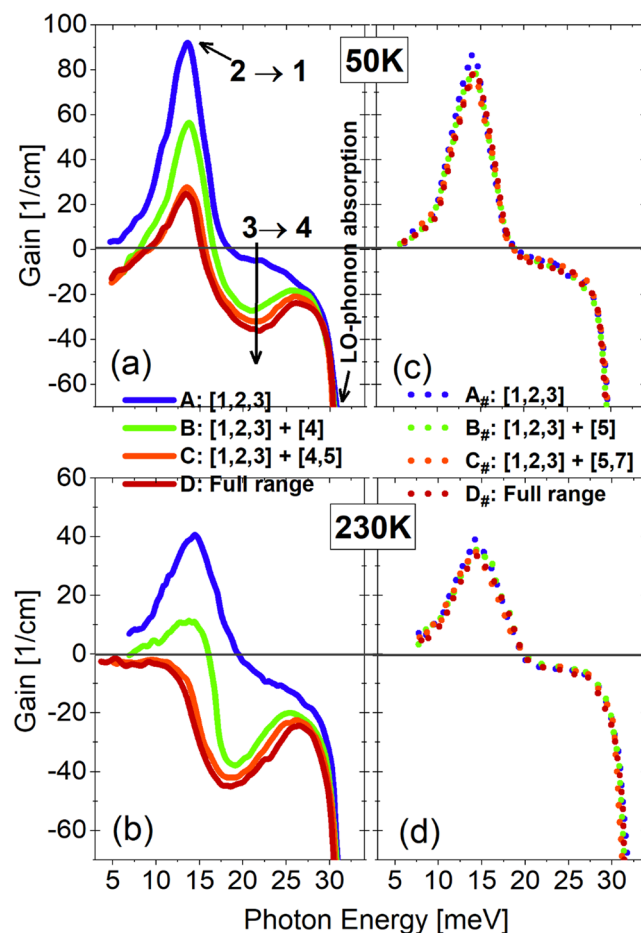 100
80
60
40
20
0
-20
-40
-60
Gain [1/cm]
2 → 1
3 → 4
50K
LO-phonon absorption
(a)
(c)
A: [1,2,3]
B: [1,2,3] + [4]
C: [1,2,3] + [4,5]
D: Full range
A#: [1,2,3]
B#: [1,2,3] + [5]
C#: [1,2,3] + [5,7]
D#: Full range
60
40
20
0
-20
-40
-60
Gain [1/cm]
230K
(b)
(d)
5 10 15 20 25 30
5 10 15 20 25 30
Photon Energy [meV]